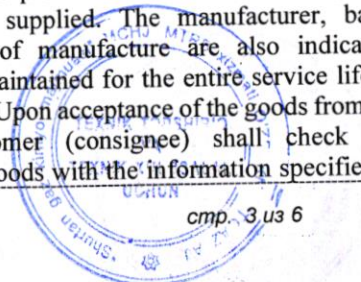 supplied. The manufacturer, ba
of manufacture are also indica
aintained for the entire service life
Upon acceptance of the goods from
omer (consignee) shall check
oods with the information specifie
UCHUN
стр. 3 из 6